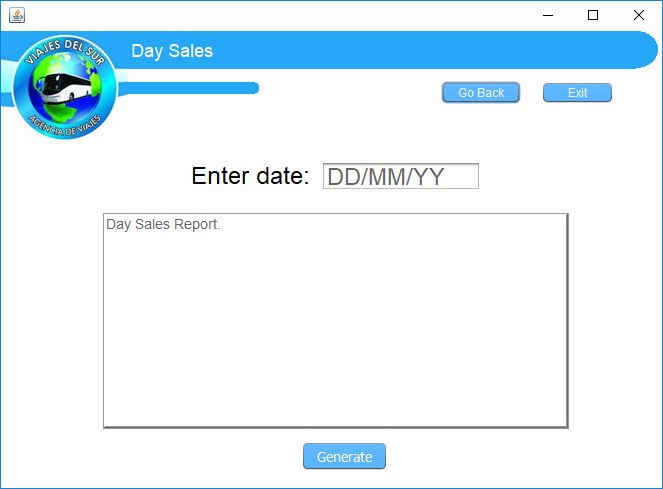 VIAJES DEL SUR
AGENCIA DE VIAJES
Day Sales
Go Back
Exit
Enter date:
DD/MM/YY
Day Sales Report.
Generate